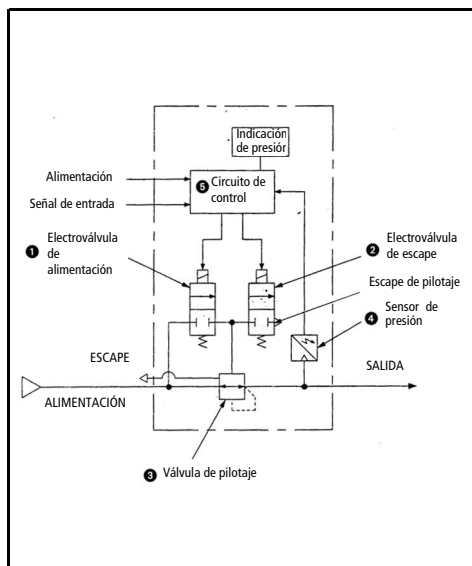 Indicación
de presión
Alimentación
❺ Circuito de
control
Señal de entrada
❶ Electroválvula
de
alimentación
❷ Electroválvula
de escape
Escape de pilotaje
❹ Sensor de
presión
ESCAPE
SALIDA
ALIMENTACIÓN
❸ Válvula de pilotaje